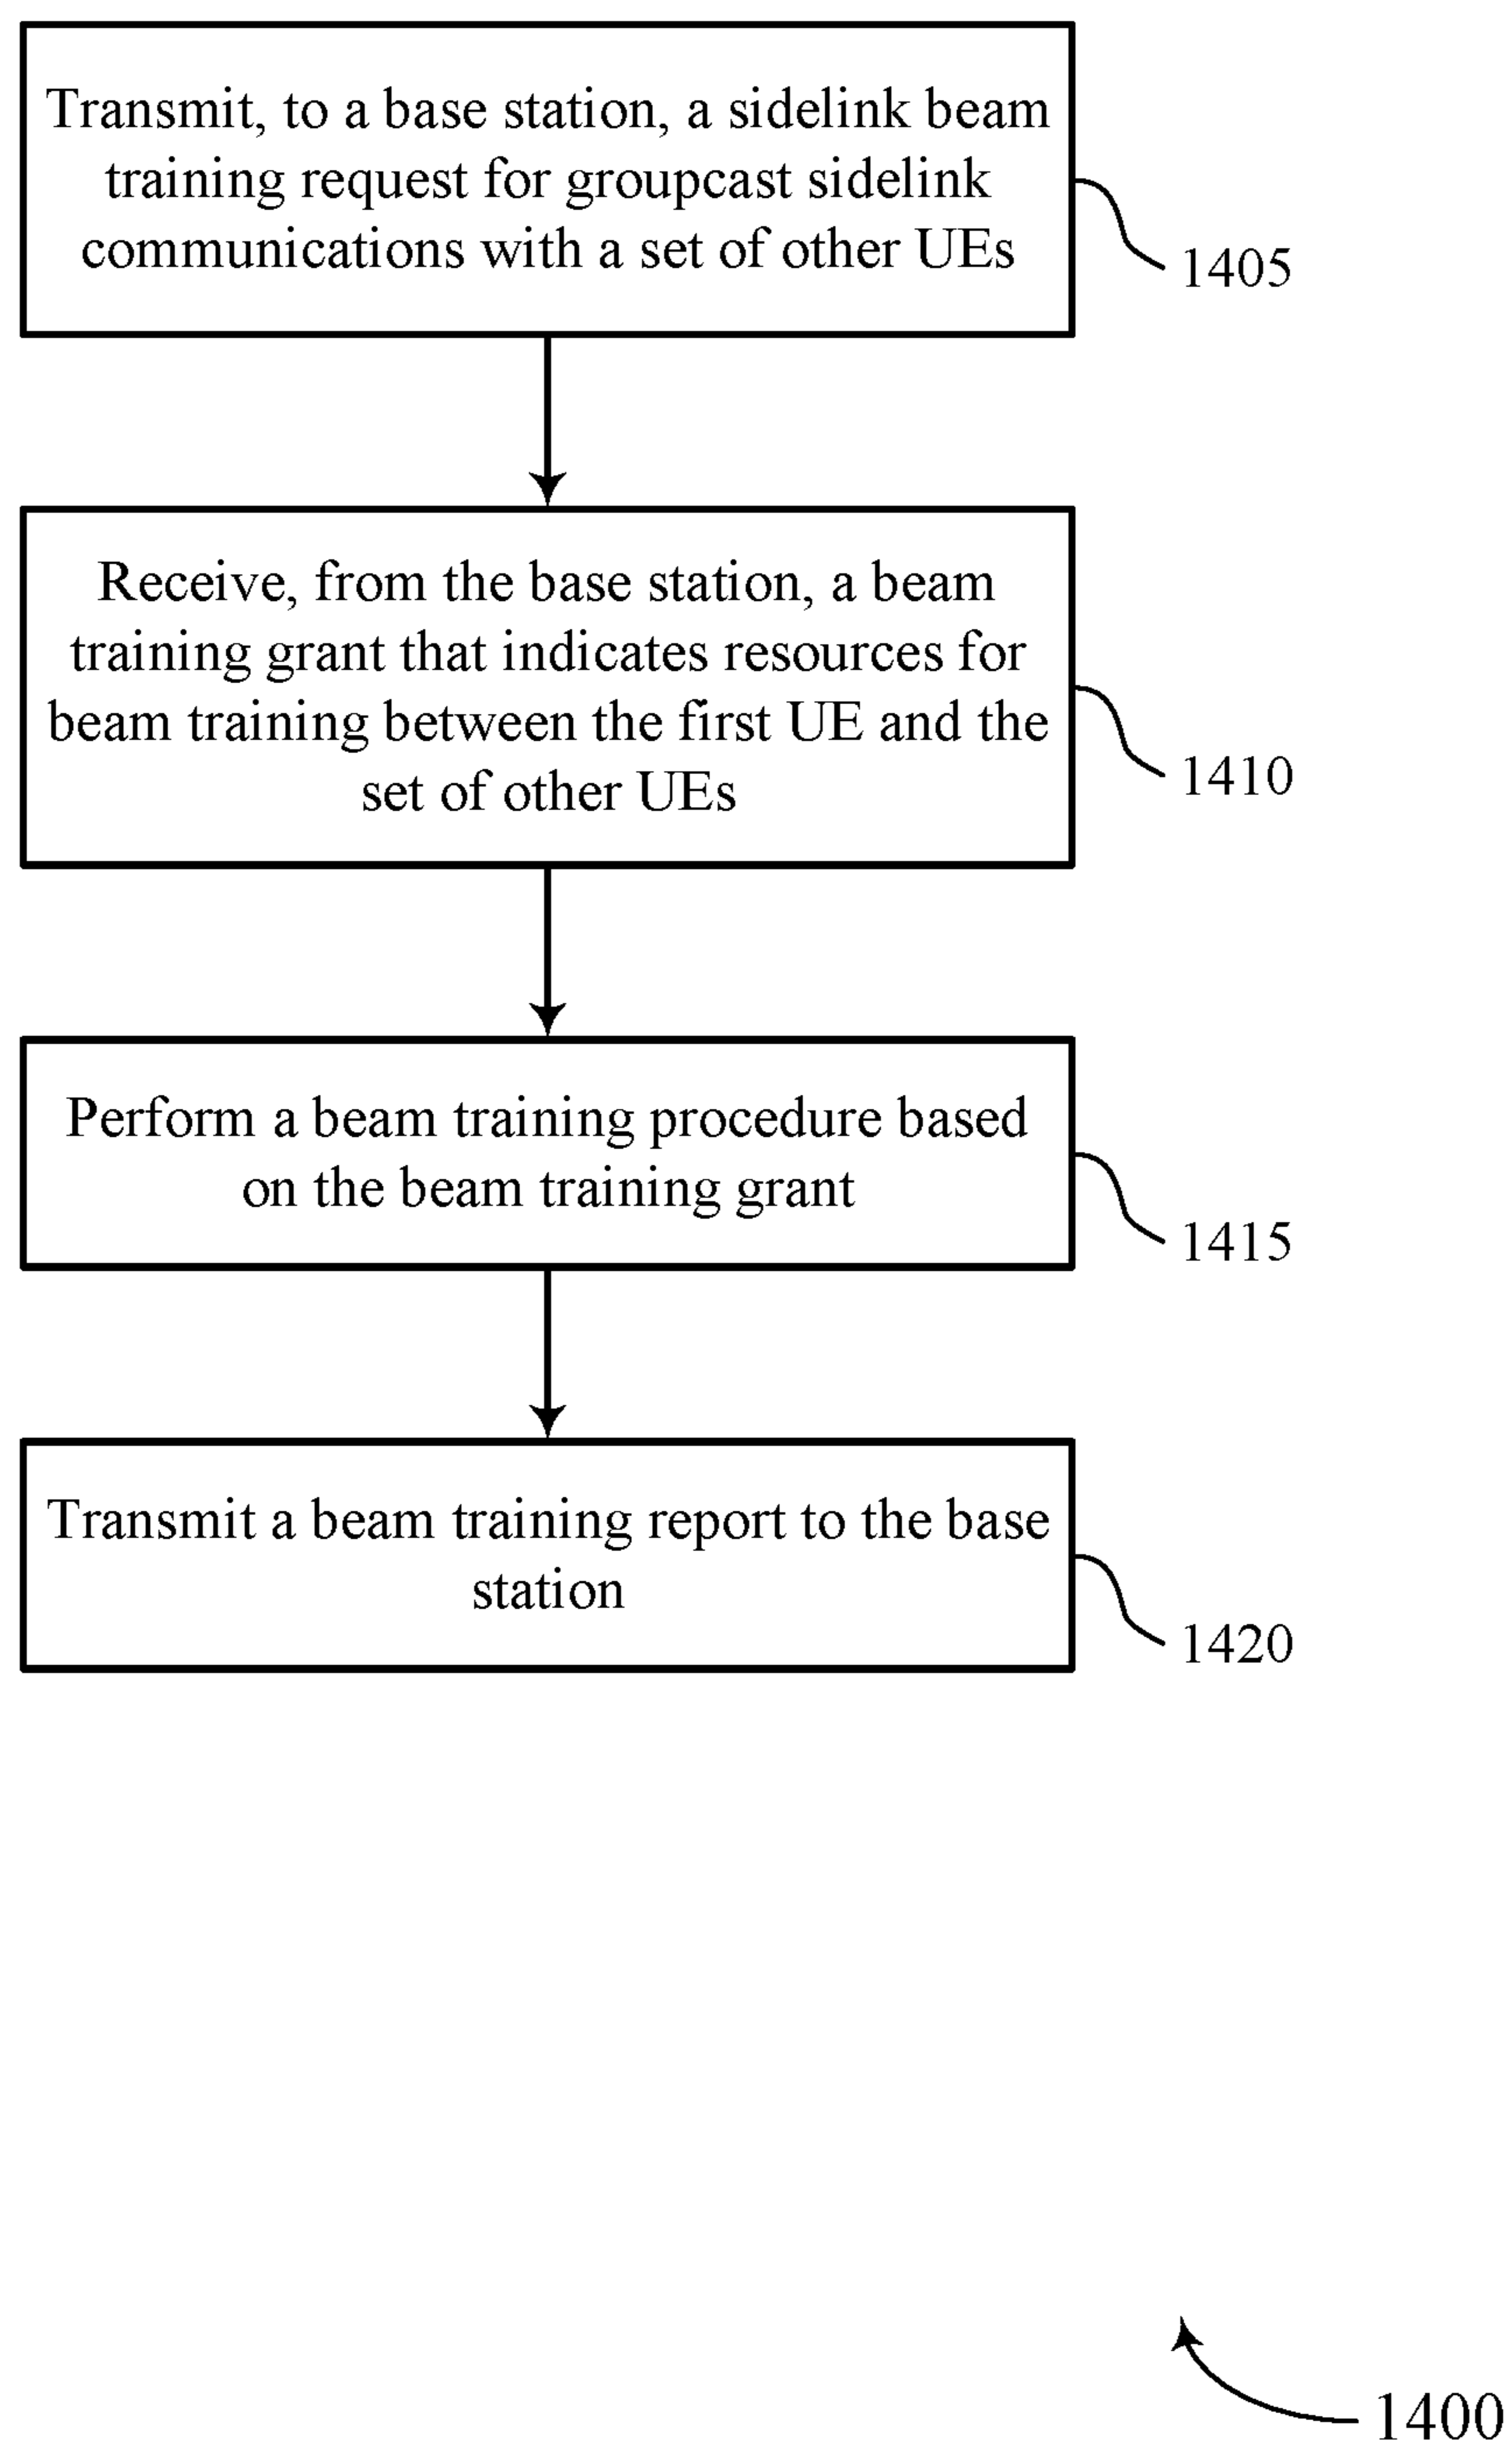 Transmit, to a base station, a sidelink beam
training request for groupcast sidelink
communications with a set of other UEs
1405
Receive, from the base station, a beam
training grant that indicates resources for
beam training between the first UE and the
set of other UEs
1410
Perform a beam training procedure based
on the beam training grant
1415
Transmit a beam training report to the base
station
1420
1400